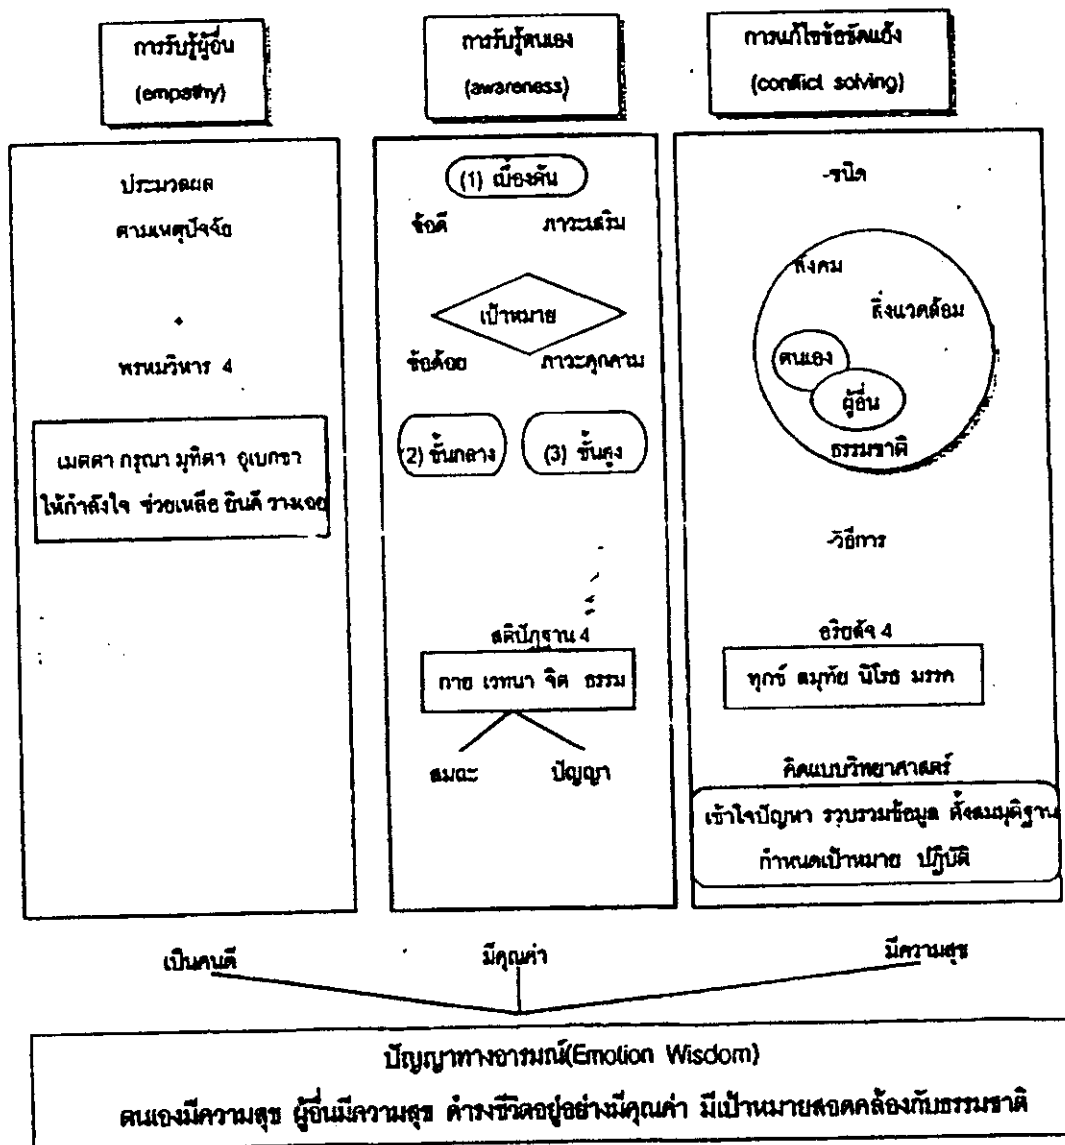 การรับรู้ผู้อื่น
(empathy)
ประมวลผล
ตามเหตุปัจจัย
พรหมวิหาร 4
เมตตา กรุณา มุทิตา อุเบกขา
ให้กำลังใจ ช่วยเหลือ ยินดี วางเฉย
การรับรู้ตนเอง
(awareness)
(1) เบื้องต้น
ข้อดี ภาวะเสริม
เป้าหมาย
ข้อด้อย ภาวะคุกคาม
(2) ขั้นกลาง (3) ขั้นสูง
สติปัฏฐาน 4
กาย เวทนา จิต ธรรม
สมถะ ปัญญา
การแก้ไขข้อขัดแย้ง
(conflict solving)
-ชนิด
สังคม
สิ่งแวดล้อม
ตนเอง
ผู้อื่น
ธรรมชาติ
-วิธีการ
อริยสัจ 4
ทุกข์ สมุทัย นิโรธ มรรค
คิดแบบวิทยาศาสตร์
เข้าใจปัญหา รวบรวมข้อมูล ตั้งสมมุติฐาน
กำหนดเป้าหมาย ปฏิบัติ
เป็นคนดี มีคุณค่า มีความสุข
ปัญญาทางอารมณ์(Emotion Wisdom)
ตนเองมีความสุข ผู้อื่นมีความสุข ดำรงชีวิตอยู่อย่างมีคุณค่า มีเป้าหมายสอดคล้องกับธรรมชาติ